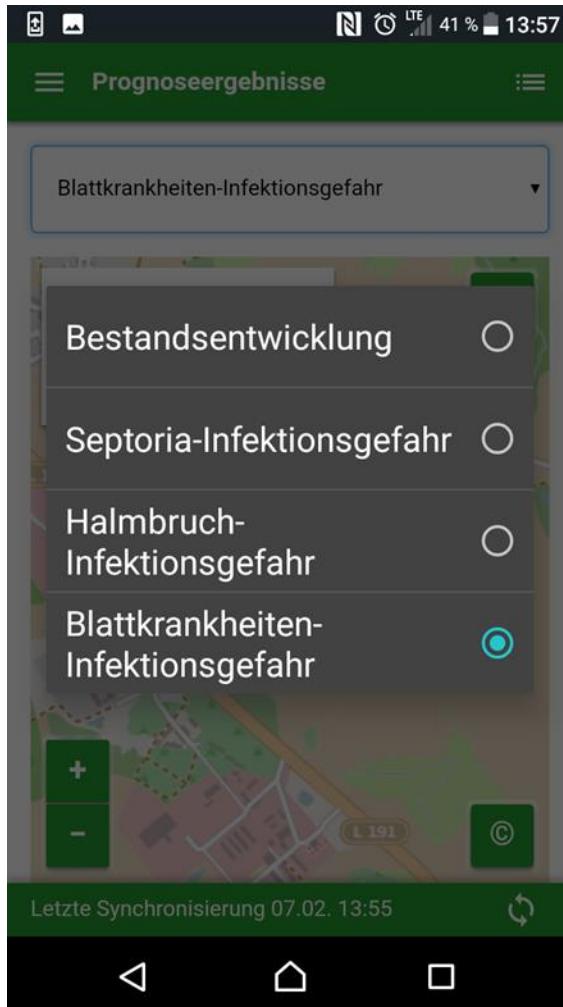 LTE 41 % 13:57
Prognoseergebnisse
Blattkrankheiten-Infektionsgefahr
Bestandsentwicklung
Septoria-Infektionsgefahr
Halmbruch-
Infektionsgefahr
Blattkrankheiten-
Infektionsgefahr
+
-
L 191
©
Letzte Synchronisierung 07.02. 13:55